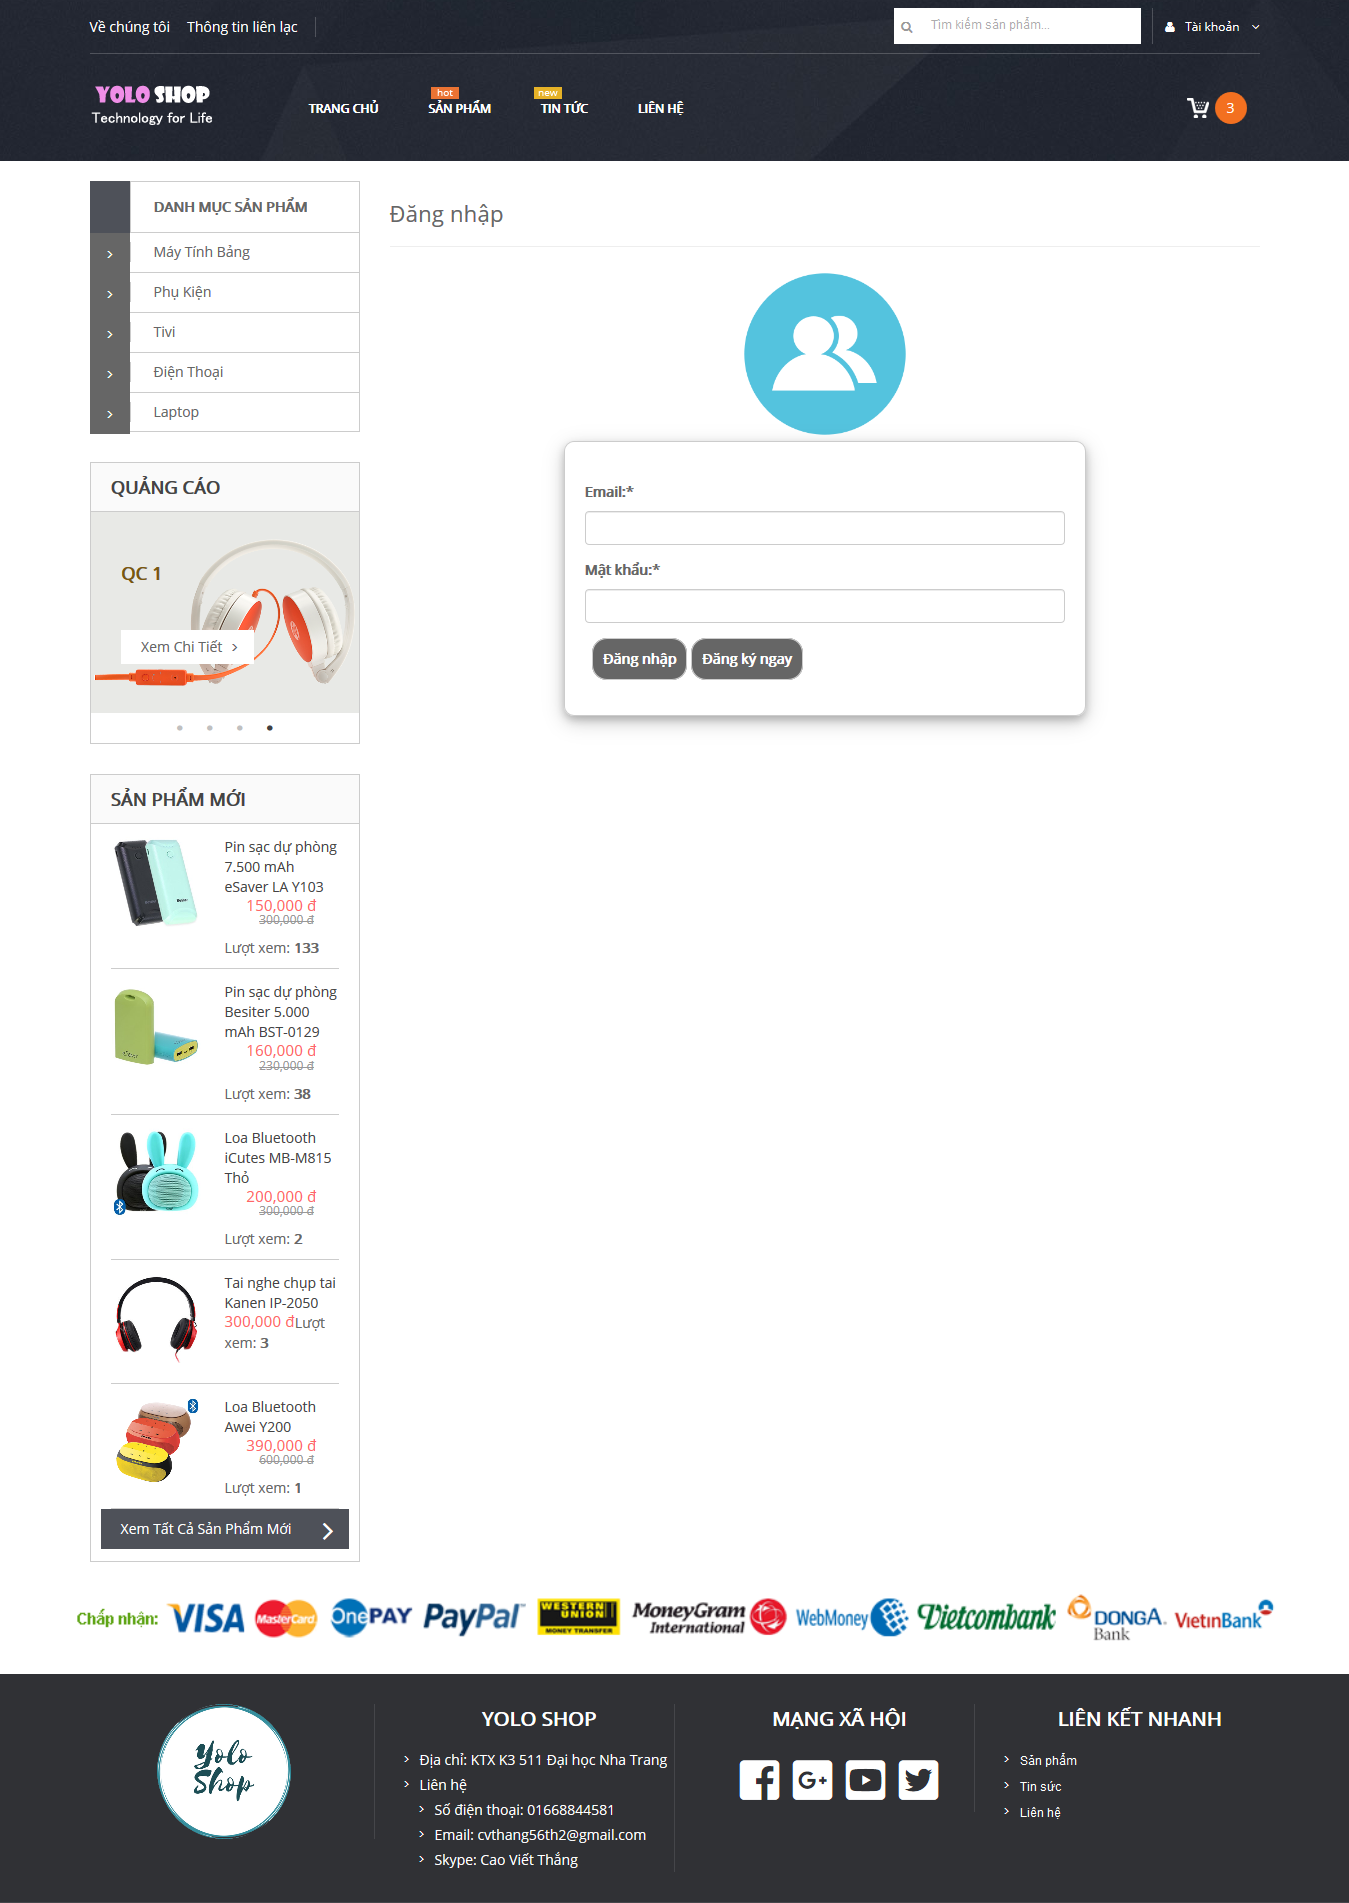 Về chúng tôi Thông tin liên lạc
Tìm kiếm sản phẩm...
Tài khoản
YOLO SHOP
Technology for Life
TRANG CHỦ
hot
SẢN PHẨM
new
TIN TỨC
LIÊN HỆ
3
DANH MỤC SẢN PHẨM
Máy Tính Bảng
Phụ Kiện
Tivi
Điện Thoại
Laptop
Đăng nhập
Email:*
Mật khẩu:*
Đăng nhập Đăng ký ngay
QUẢNG CÁO
QC 1
Xem Chi Tiết
SẢN PHẨM MỚI
Pin sạc dự phòng
7.500 mAh
eSaver LA Y103
150,000 đ
300,000 đ
Lượt xem: 133
Pin sạc dự phòng
Besiter 5.000
mAh BST-0129
160,000 đ
230,000 đ
Lượt xem: 38
Loa Bluetooth
iCutes MB-M815
Thỏ
200,000 đ
300,000 đ
Lượt xem: 2
Tai nghe chụp tai
Kanen IP-2050
300,000 đLượt
xem: 3
Loa Bluetooth
Awei Y200
390,000 đ
600,000 đ
Lượt xem: 1
Xem Tất Cả Sản Phẩm Mới
Chấp nhận: VISA MasterCard OnePAY PayPal WESTERN UNION MONEY TRANSFER MoneyGram International WebMoney Vietcombank DONGA Bank VietinBank
Yolo
Shop
YOLO SHOP
Địa chỉ: KTX K3 511 Đại học Nha Trang
Liên hệ
Số điện thoại: 01668844581
Email: cvthang56th2@gmail.com
Skype: Cao Viết Thắng
MẠNG XÃ HỘI
G+
LIÊN KẾT NHANH
Sản phẩm
Tin sức
Liên hệ